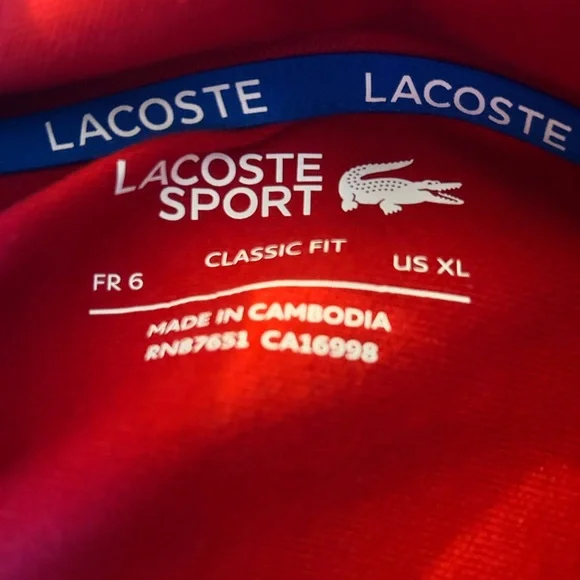 LACOSTE LACOSTE
LACOSTE
SPORT
CLASSIC FIT
FR 6 US XL
MADE IN CAMBODIA
RN87651 CA16998